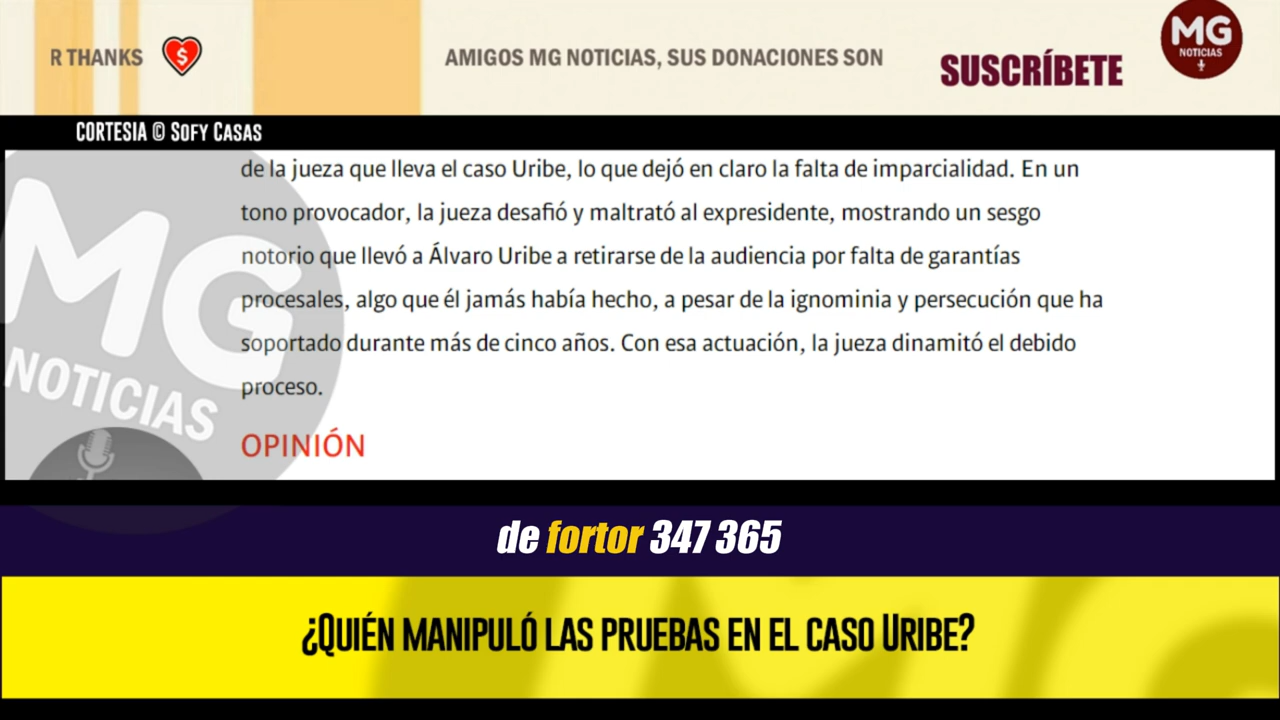 R THANKS
AMIGOS MG NOTICIAS, SUS DONACIONES SON
SUSCRÍBETE
MG
NOTICIAS
CORTESIA © SOFY CASAS
de la jueza que lleva el caso Uribe, lo que dejó en claro la falta de imparcialidad. En un
tono provocador, la jueza desafió y maltrató al expresidente, mostrando un sesgo
notorio que llevó a Álvaro Uribe a retirarse de la audiencia por falta de garantías
procesales, algo que él jamás había hecho, a pesar de la ignominia y persecución que ha
soportado durante más de cinco años. Con esa actuación, la jueza dinamitó el debido
proceso.
OPINIÓN
MG
NOTICIAS
de fortor 347 365
¿QUIÉN MANIPULÓ LAS PRUEBAS EN EL CASO URIBE?